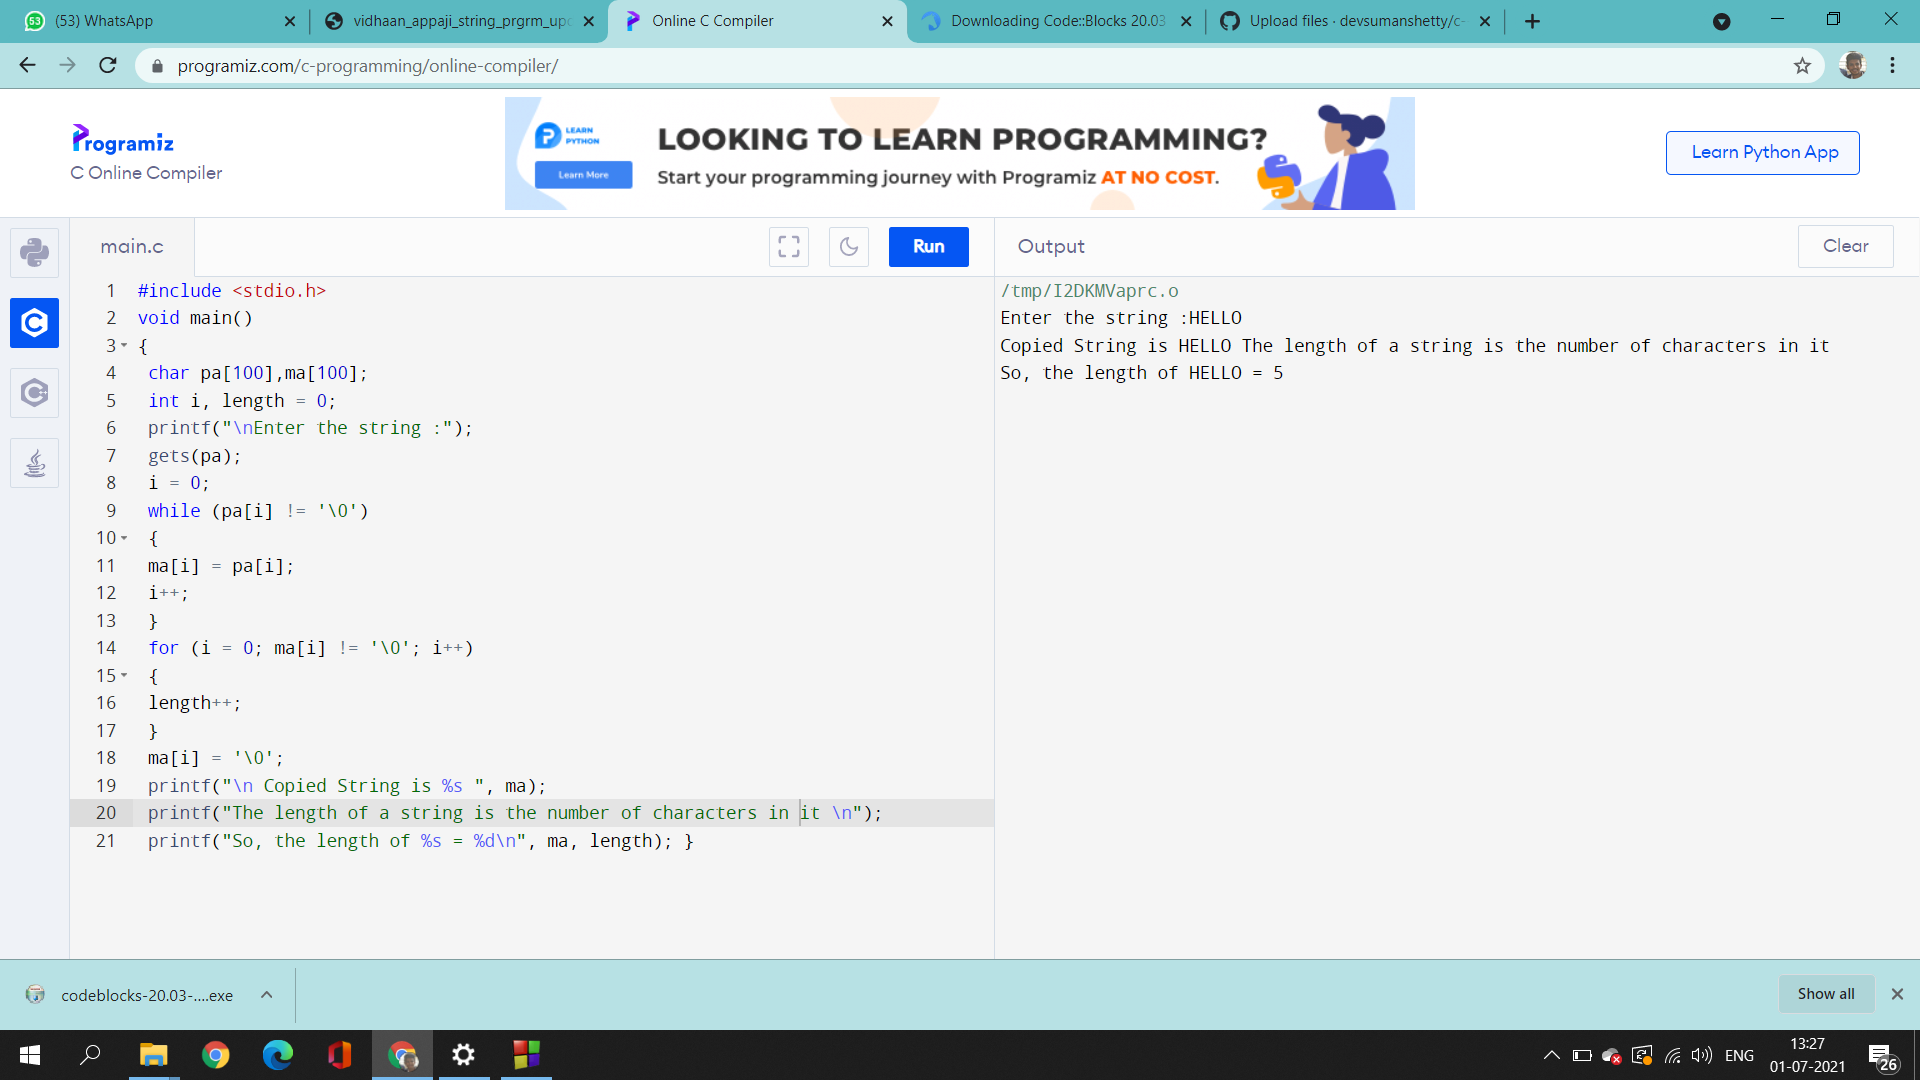 (53) WhatsApp
vidhaan_appaji_string_prgrm_upd
Online C Compiler
Downloading Code::Blocks 20.03
Upload files · devsumanshetty/c-
programiz.com/c-programming/online-compiler/
Programiz
C Online Compiler
LEARN PYTHON
Learn More
LOOKING TO LEARN PROGRAMMING?
Start your programming journey with Programiz AT NO COST.
Learn Python App
main.c
Run
Output
Clear
1 #include <stdio.h>
2 void main()
3 {
4 char pa[100],ma[100];
5 int i, length = 0;
6 printf("\nEnter the string :");
7 gets(pa);
8 i = 0;
9 while (pa[i] != '\0')
10 {
11 ma[i] = pa[i];
12 i++;
13 }
14 for (i = 0; ma[i] != '\0'; i++)
15 {
16 length++;
17 }
18 ma[i] = '\0';
19 printf("\n Copied String is %s ", ma);
20 printf("The length of a string is the number of characters in it \n");
21 printf("So, the length of %s = %d\n", ma, length); }
/tmp/I2DKMVaprc.o
Enter the string :HELLO
Copied String is HELLO The length of a string is the number of characters in it
So, the length of HELLO = 5
codeblocks-20.03-....exe
Show all
ENG
13:27
01-07-2021
26